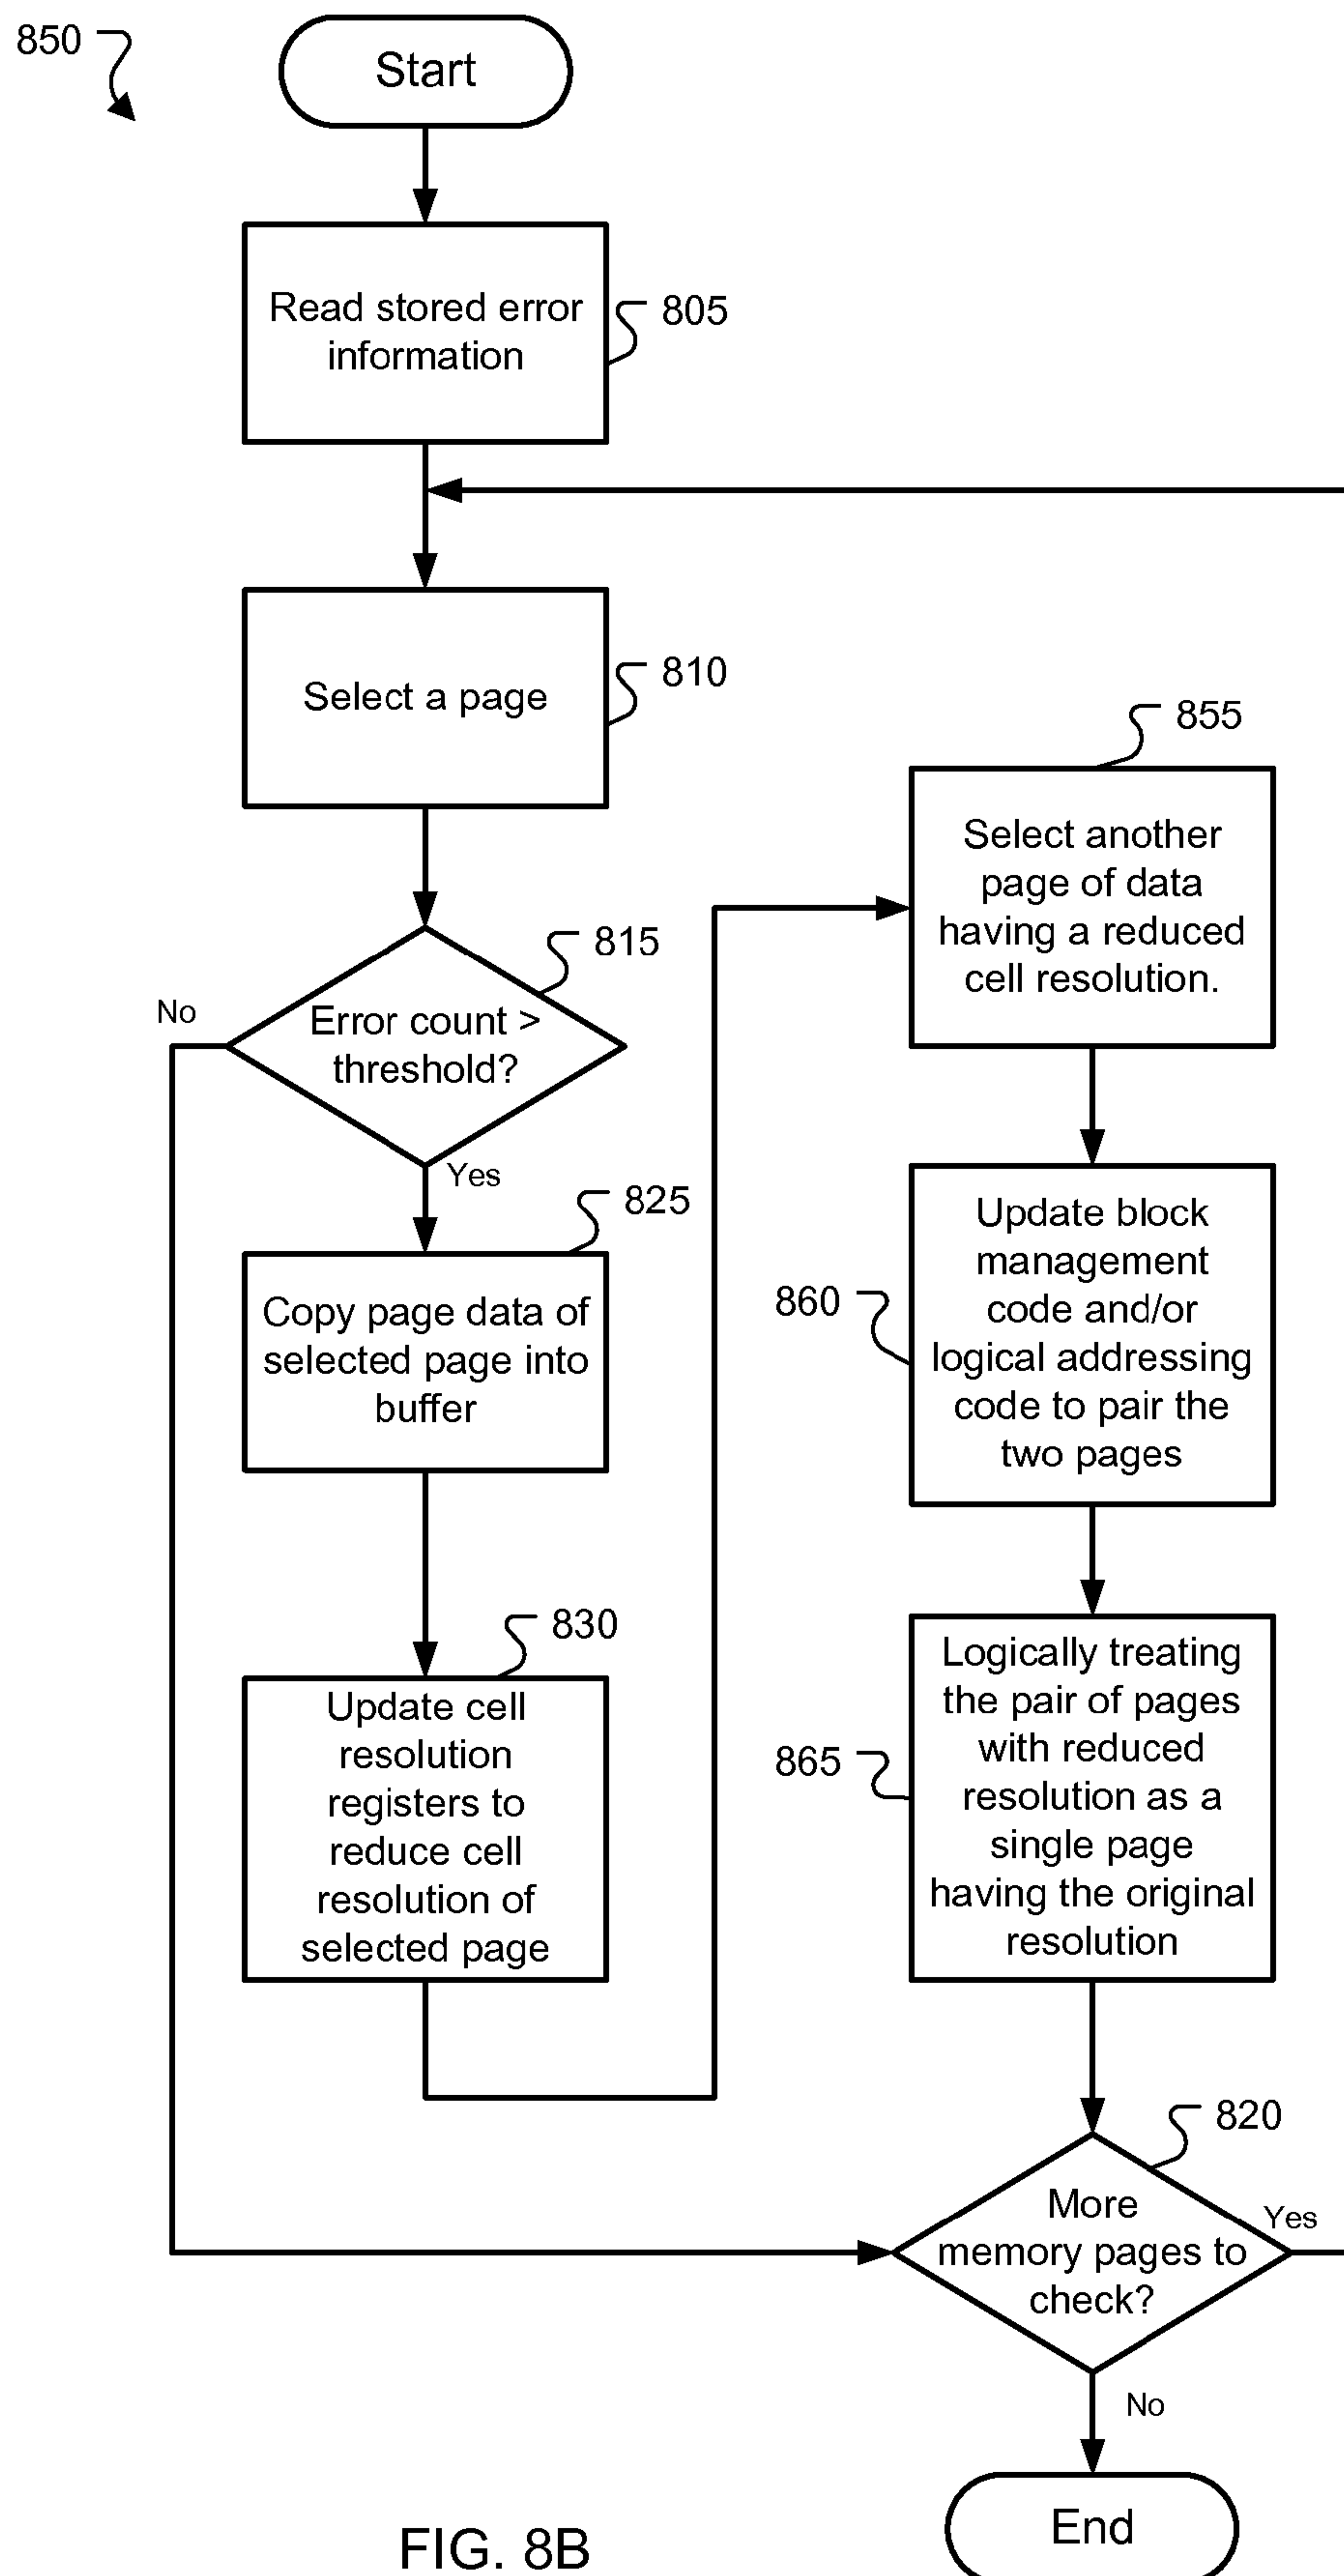 850
Start
Read stored error
information
805
Select a page
810
Error count >
threshold?
815
No
Yes
Copy page data of
selected page into
buffer
825
Update cell
resolution
registers to
reduce cell
resolution of
selected page
830
Select another
page of data
having a reduced
cell resolution.
855
Update block
management
code and/or
logical addressing
code to pair the
two pages
860
Logically treating
the pair of pages
with reduced
resolution as a
single page
having the original
resolution
865
More
memory pages to
check?
820
Yes
No
End
FIG. 8B